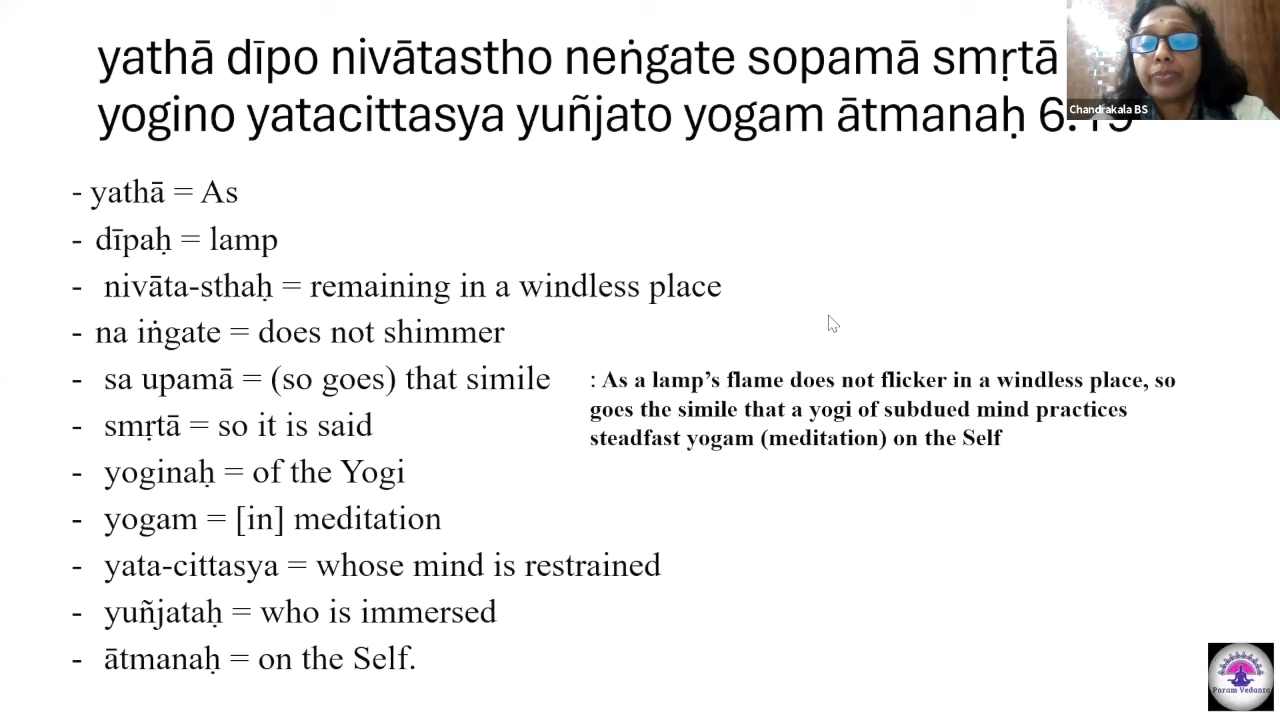 yathā dīpo nivātastho neṅgate sopamā smṛtā
yogino yatacittasya yuñjato yogam ātmanaḥ 6.19
Chandrakala BS
- yathā = As
- dīpaḥ = lamp
- nivāta-sthaḥ = remaining in a windless place
- na iṅgate = does not shimmer
- sa upamā = (so goes) that simile
- smṛtā = so it is said
- yoginaḥ = of the Yogi
- yogam = [in] meditation
- yata-cittasya = whose mind is restrained
- yuñjataḥ = who is immersed
- ātmanaḥ = on the Self.
: As a lamp’s flame does not flicker in a windless place, so
goes the simile that a yogi of subdued mind practices
steadfast yogam (meditation) on the Self
Param Vedanta